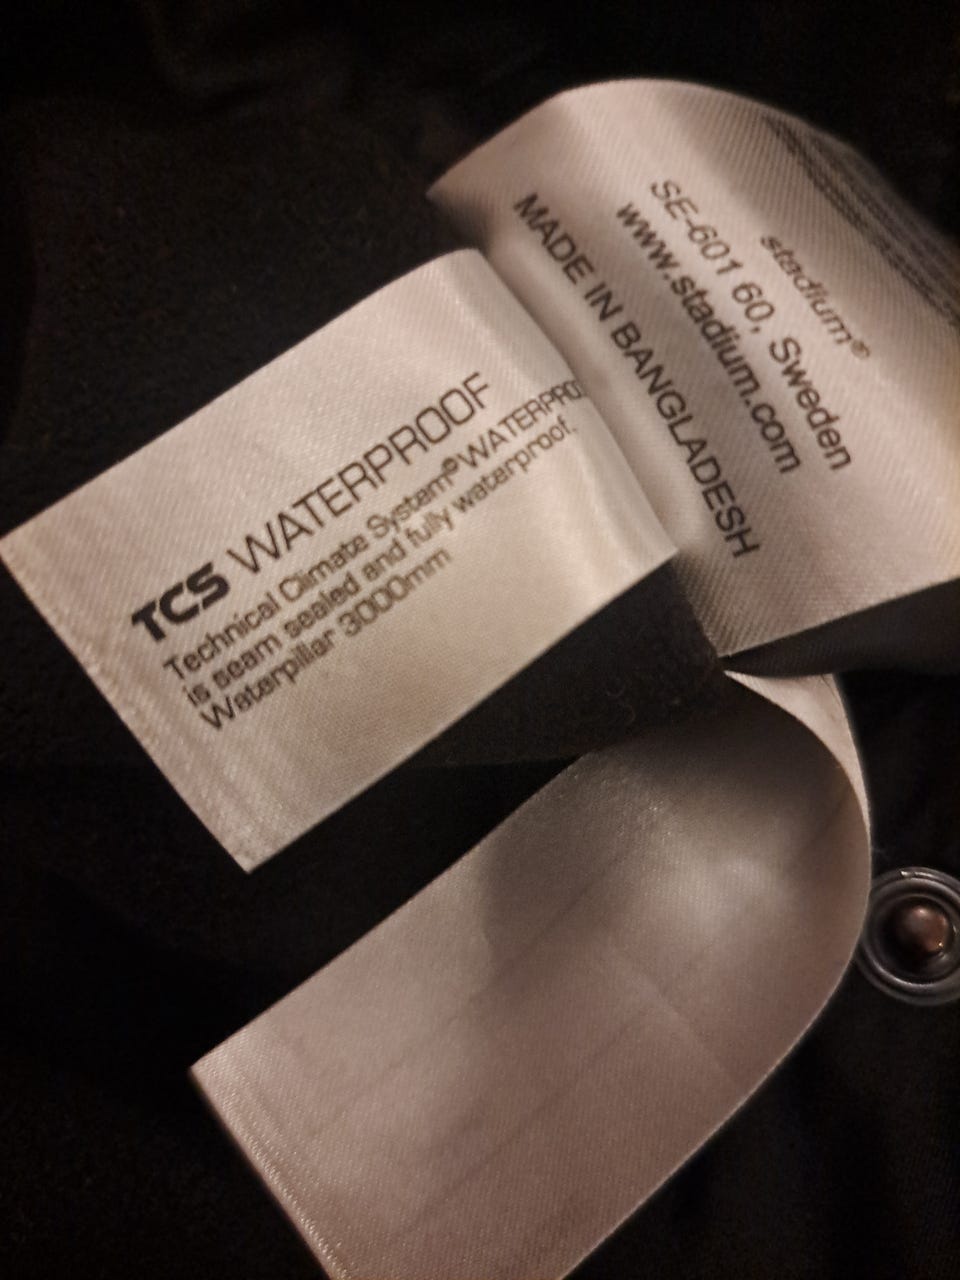 TCS WATERPROOF
Technical Climate System® WATERPRO
is seam sealed and fully waterproof.
Waterpillar 3000mm
stadium®
SE-601 60, Sweden
www.stadium.com
MADE IN BANGLADESH